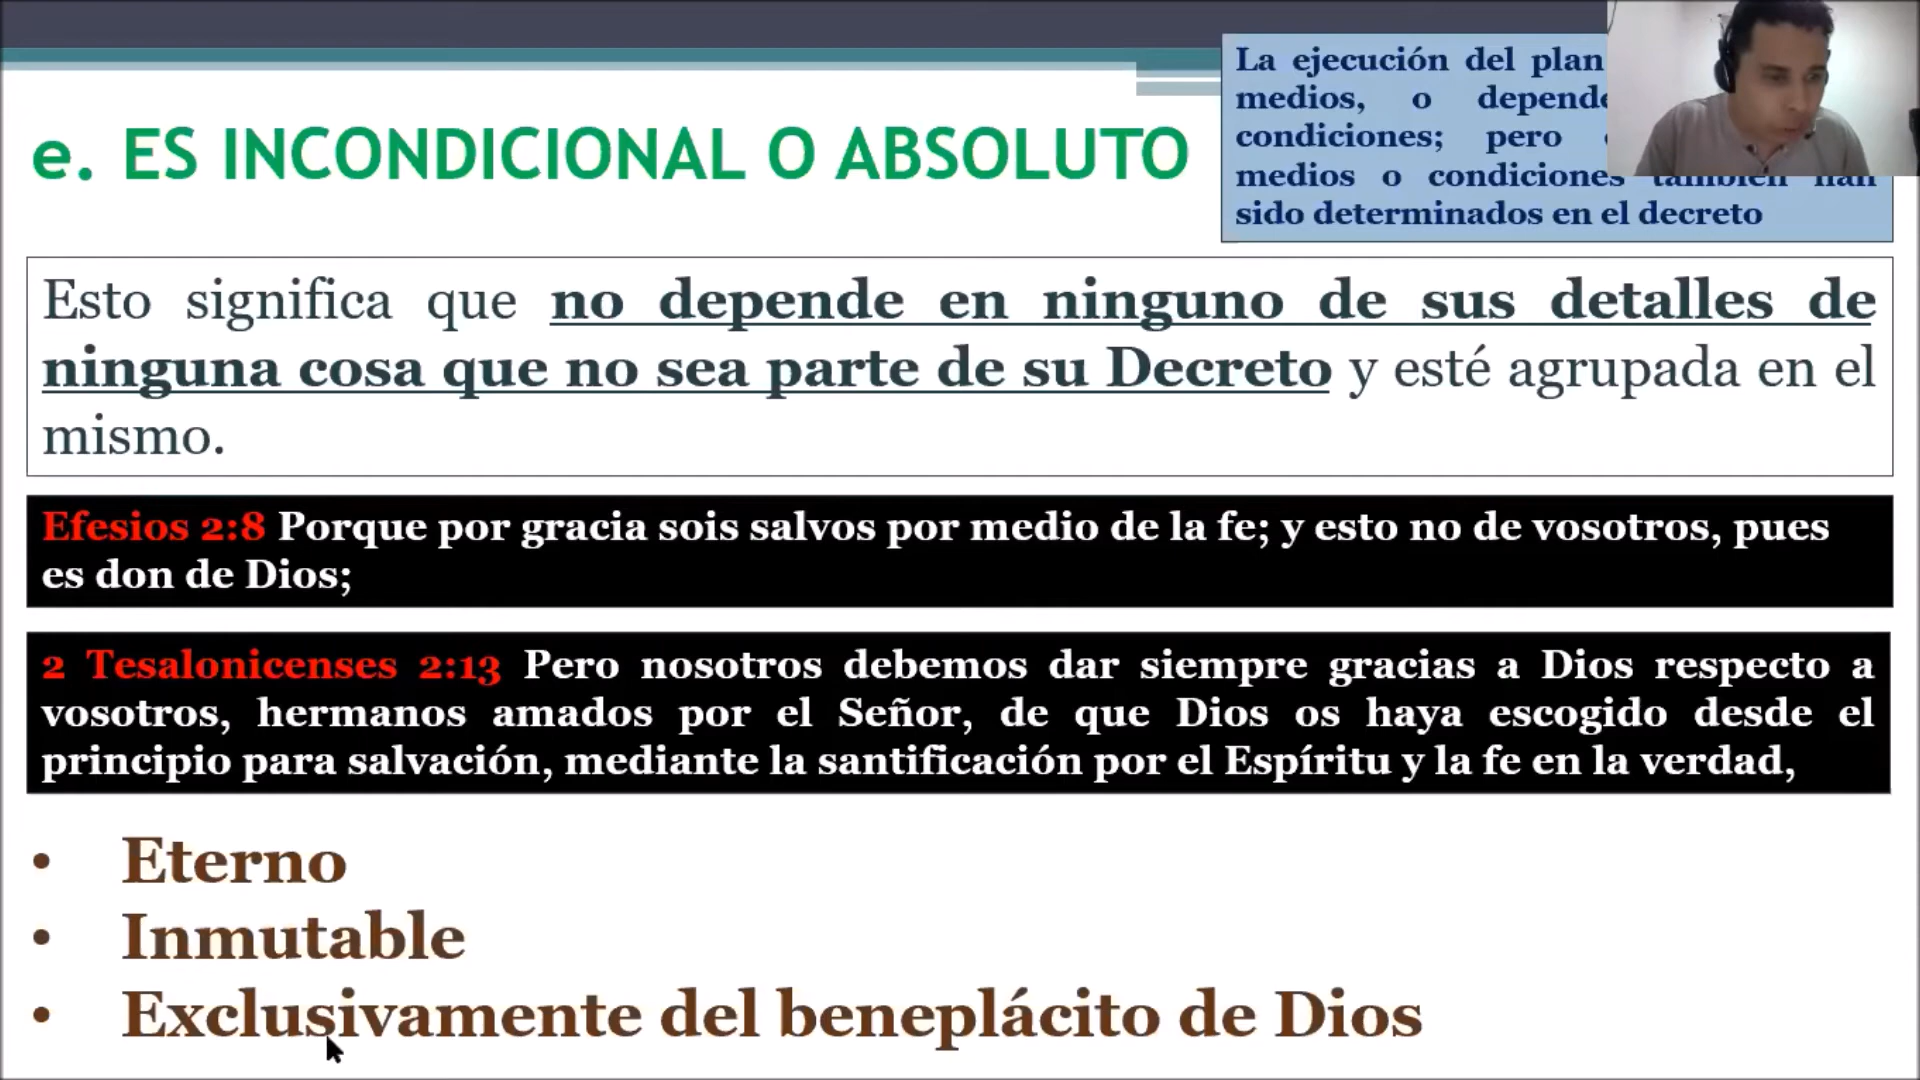 La ejecución del plan
medios, o depende
condiciones; pero
medios o condiciones también han
sido determinados en el decreto
e. ES INCONDICIONAL O ABSOLUTO
Esto significa que no depende en ninguno de sus detalles de
ninguna cosa que no sea parte de su Decreto y esté agrupada en el
mismo.
Efesios 2:8 Porque por gracia sois salvos por medio de la fe; y esto no de vosotros, pues
es don de Dios;
2 Tesalonicenses 2:13 Pero nosotros debemos dar siempre gracias a Dios respecto a
vosotros, hermanos amados por el Señor, de que Dios os haya escogido desde el
principio para salvación, mediante la santificación por el Espíritu y la fe en la verdad,
• Eterno
• Inmutable
• Exclusivamente del beneplácito de Dios